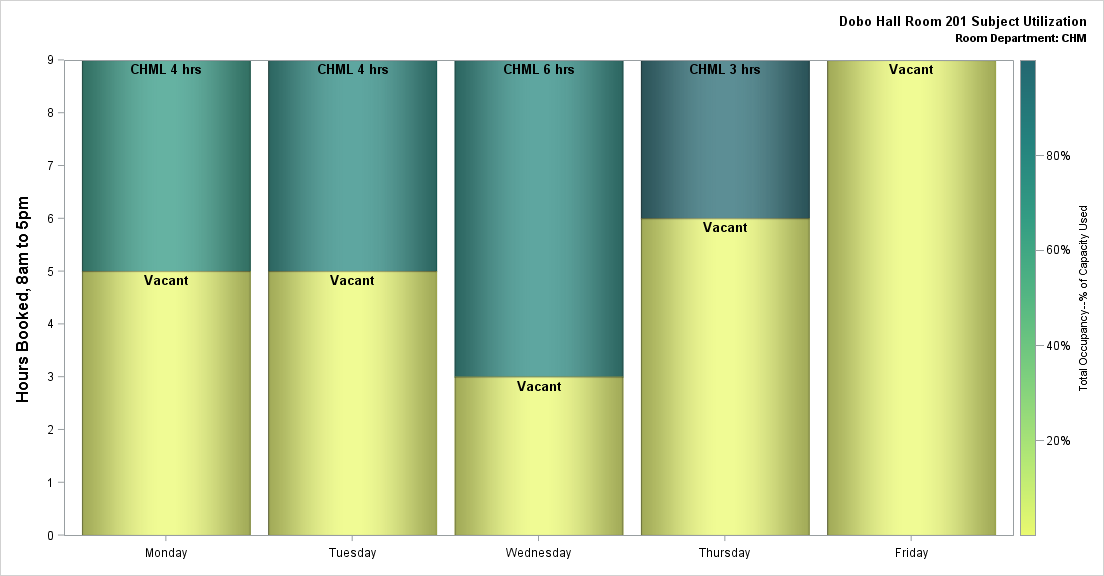 Dobo Hall Room 201 Subject Utilization
Room Department: CHM
Hours Booked, 8am to 5pm
9
8
7
6
5
4
3
2
1
0
CHML 4 hrs
Vacant
CHML 4 hrs
Vacant
CHML 6 hrs
Vacant
CHML 3 hrs
Vacant
Vacant
Monday
Tuesday
Wednesday
Thursday
Friday
80%
60%
40%
20%
Total Occupancy--% of Capacity Used